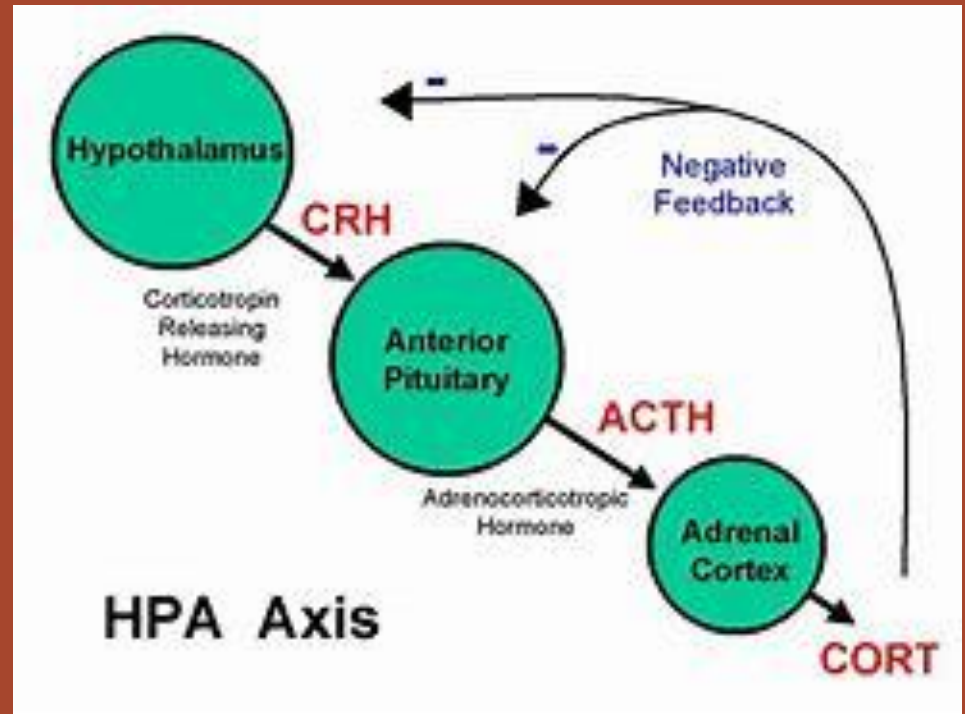 -
Hypothalamus
-
Negative
Feedback
CRH
Corticotropin
Releasing
Hormone
Anterior
Pituitary
ACTH
Adrenocorticotropic
Hormone
Adrenal
Cortex
HPA Axis
CORT